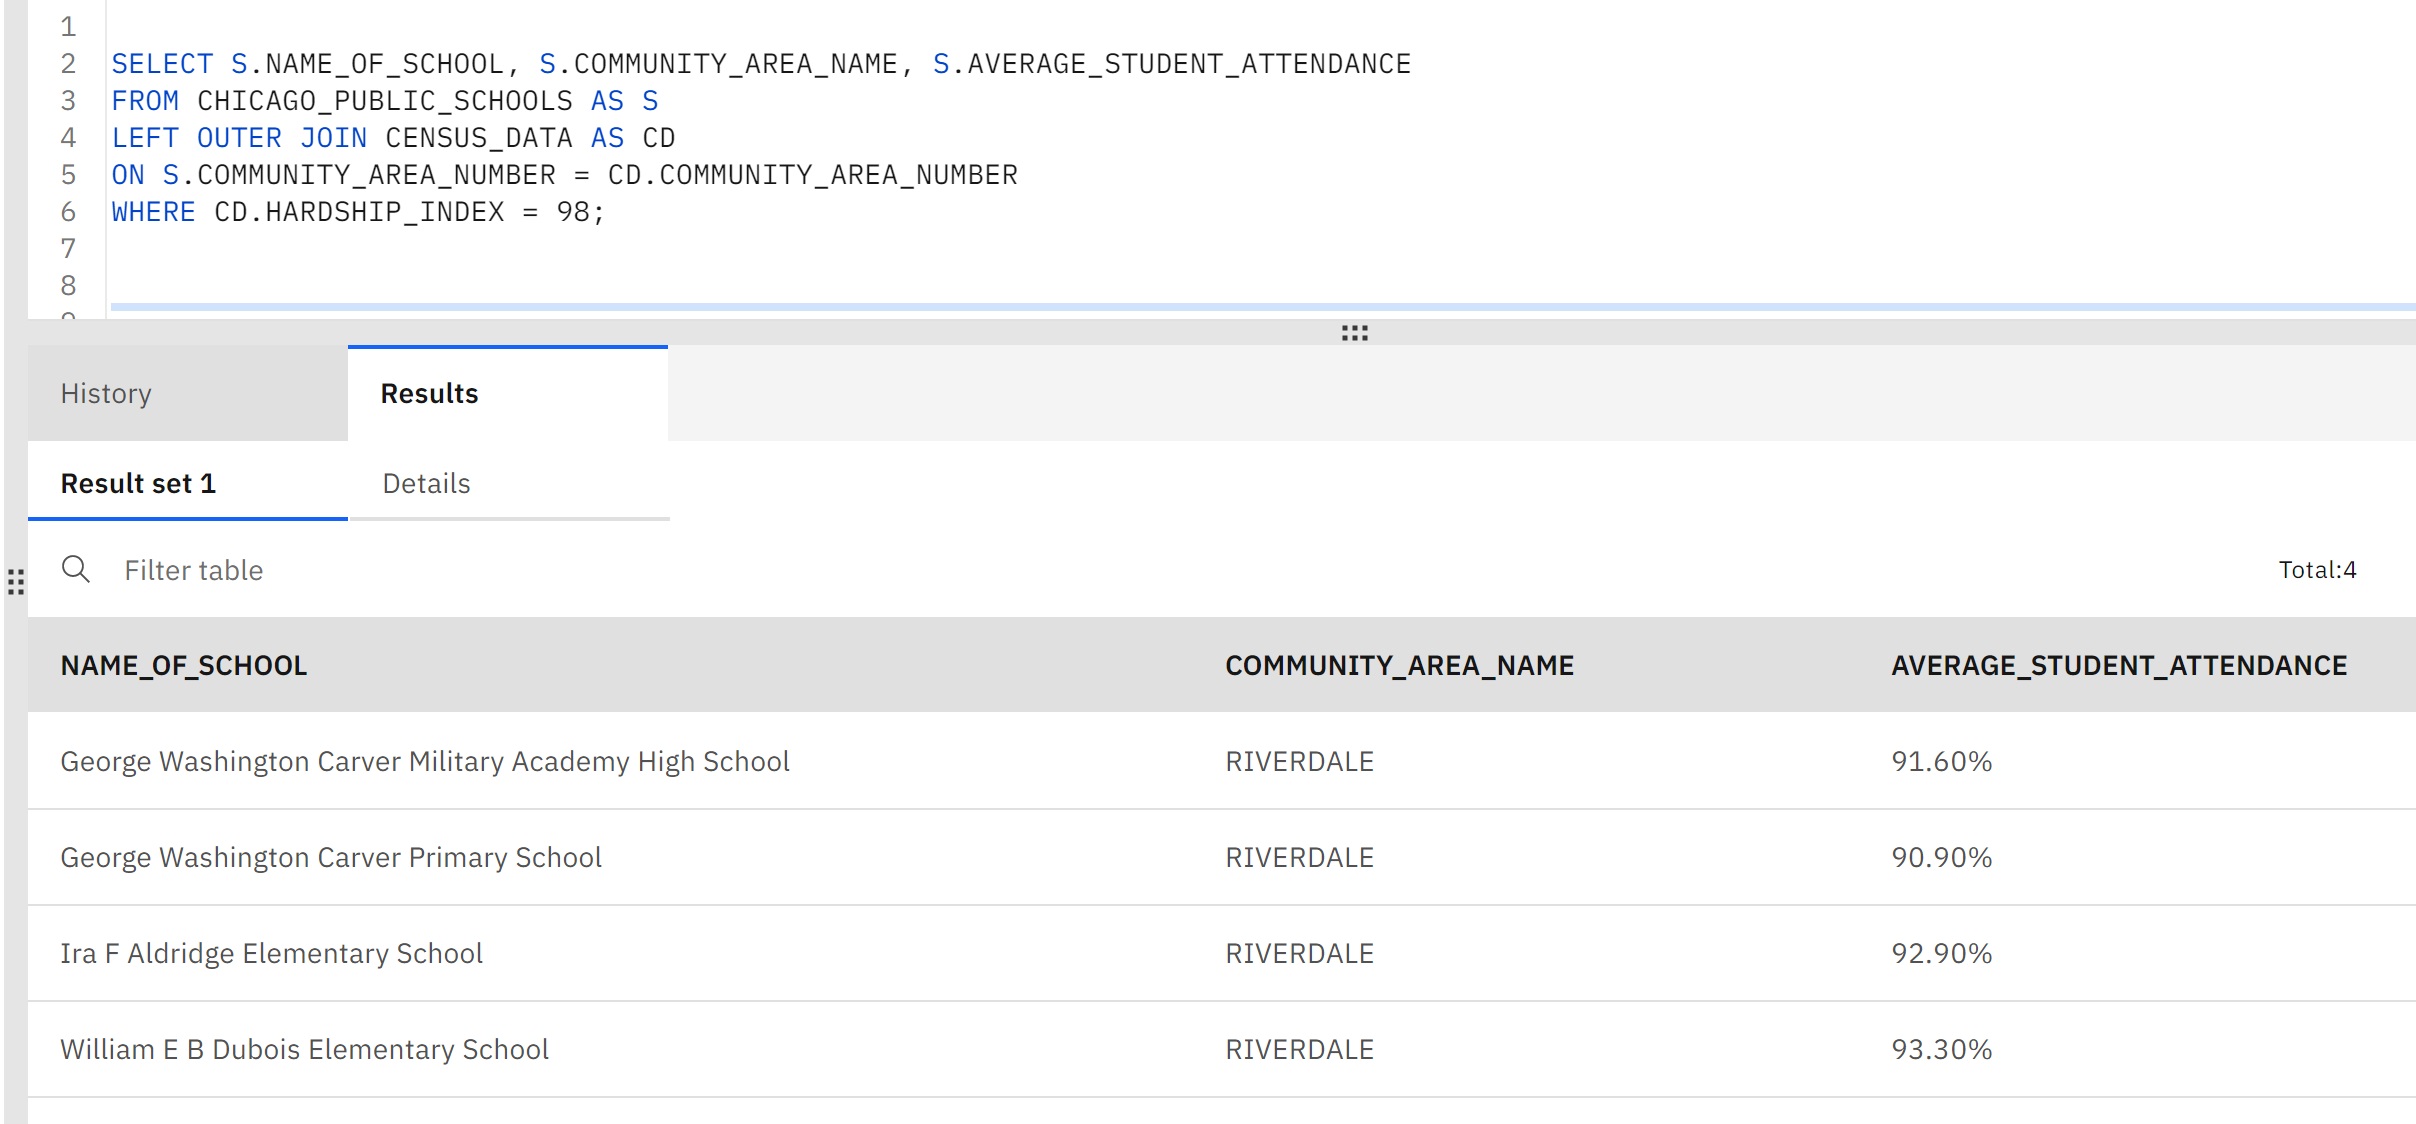 1
2 SELECT S.NAME_OF_SCHOOL, S.COMMUNITY_AREA_NAME, S.AVERAGE_STUDENT_ATTENDANCE
3 FROM CHICAGO_PUBLIC_SCHOOLS AS S
4 LEFT OUTER JOIN CENSUS_DATA AS CD
5 ON S.COMMUNITY_AREA_NUMBER = CD.COMMUNITY_AREA_NUMBER
6 WHERE CD.HARDSHIP_INDEX = 98;
7
8
History Results
Result set 1 Details
Filter table Total:4
NAME_OF_SCHOOL COMMUNITY_AREA_NAME AVERAGE_STUDENT_ATTENDANCE
George Washington Carver Military Academy High School RIVERDALE 91.60%
George Washington Carver Primary School RIVERDALE 90.90%
Ira F Aldridge Elementary School RIVERDALE 92.90%
William E B Dubois Elementary School RIVERDALE 93.30%